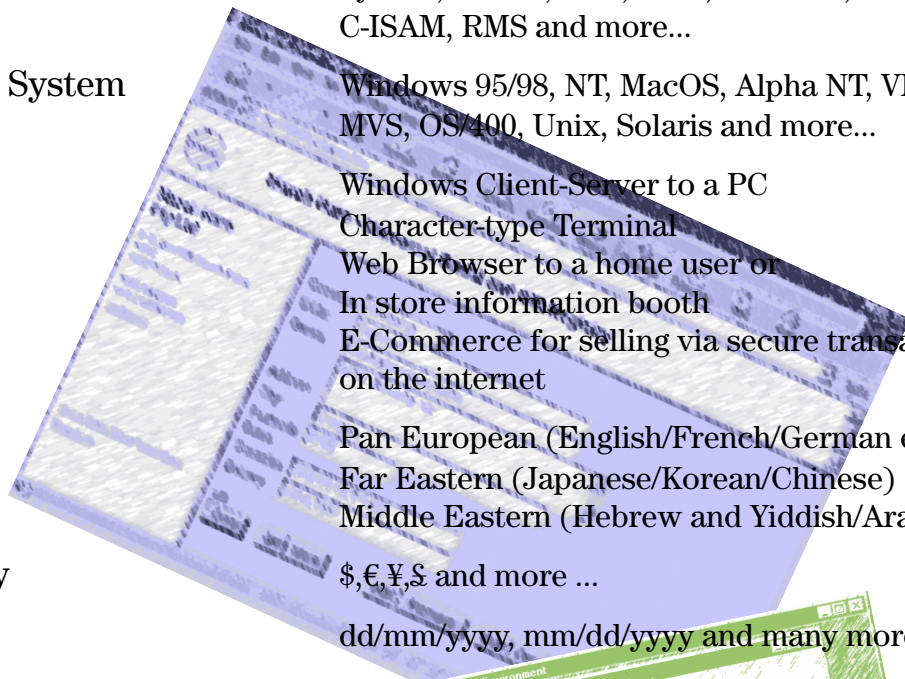 C-ISAM, RMS and more...
System
Windows 95/98, NT, MacOS, Alpha NT,
MVS, OS/400, Unix, Solaris and more...
Windows Client-Server to a PC
Character-type Terminal
Web Browser to a home user or
In store information booth
E-Commerce for selling via secure
on the internet
Pan European (English/French/German
Far Eastern (Japanese/Korean/Chinese)
Middle Eastern (Hebrew and Yiddish/
$,€,¥,£ and more ...
dd/mm/yyyy, mm/dd/yyyy and many more